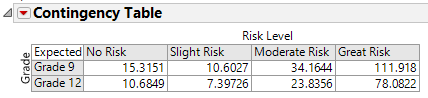 Contingency Table
Risk Level
Grade
Expected No Risk Slight Risk Moderate Risk Great Risk
Grade 9 15.3151 10.6027 34.1644 111.918
Grade 12 10.6849 7.39726 23.8356 78.0822